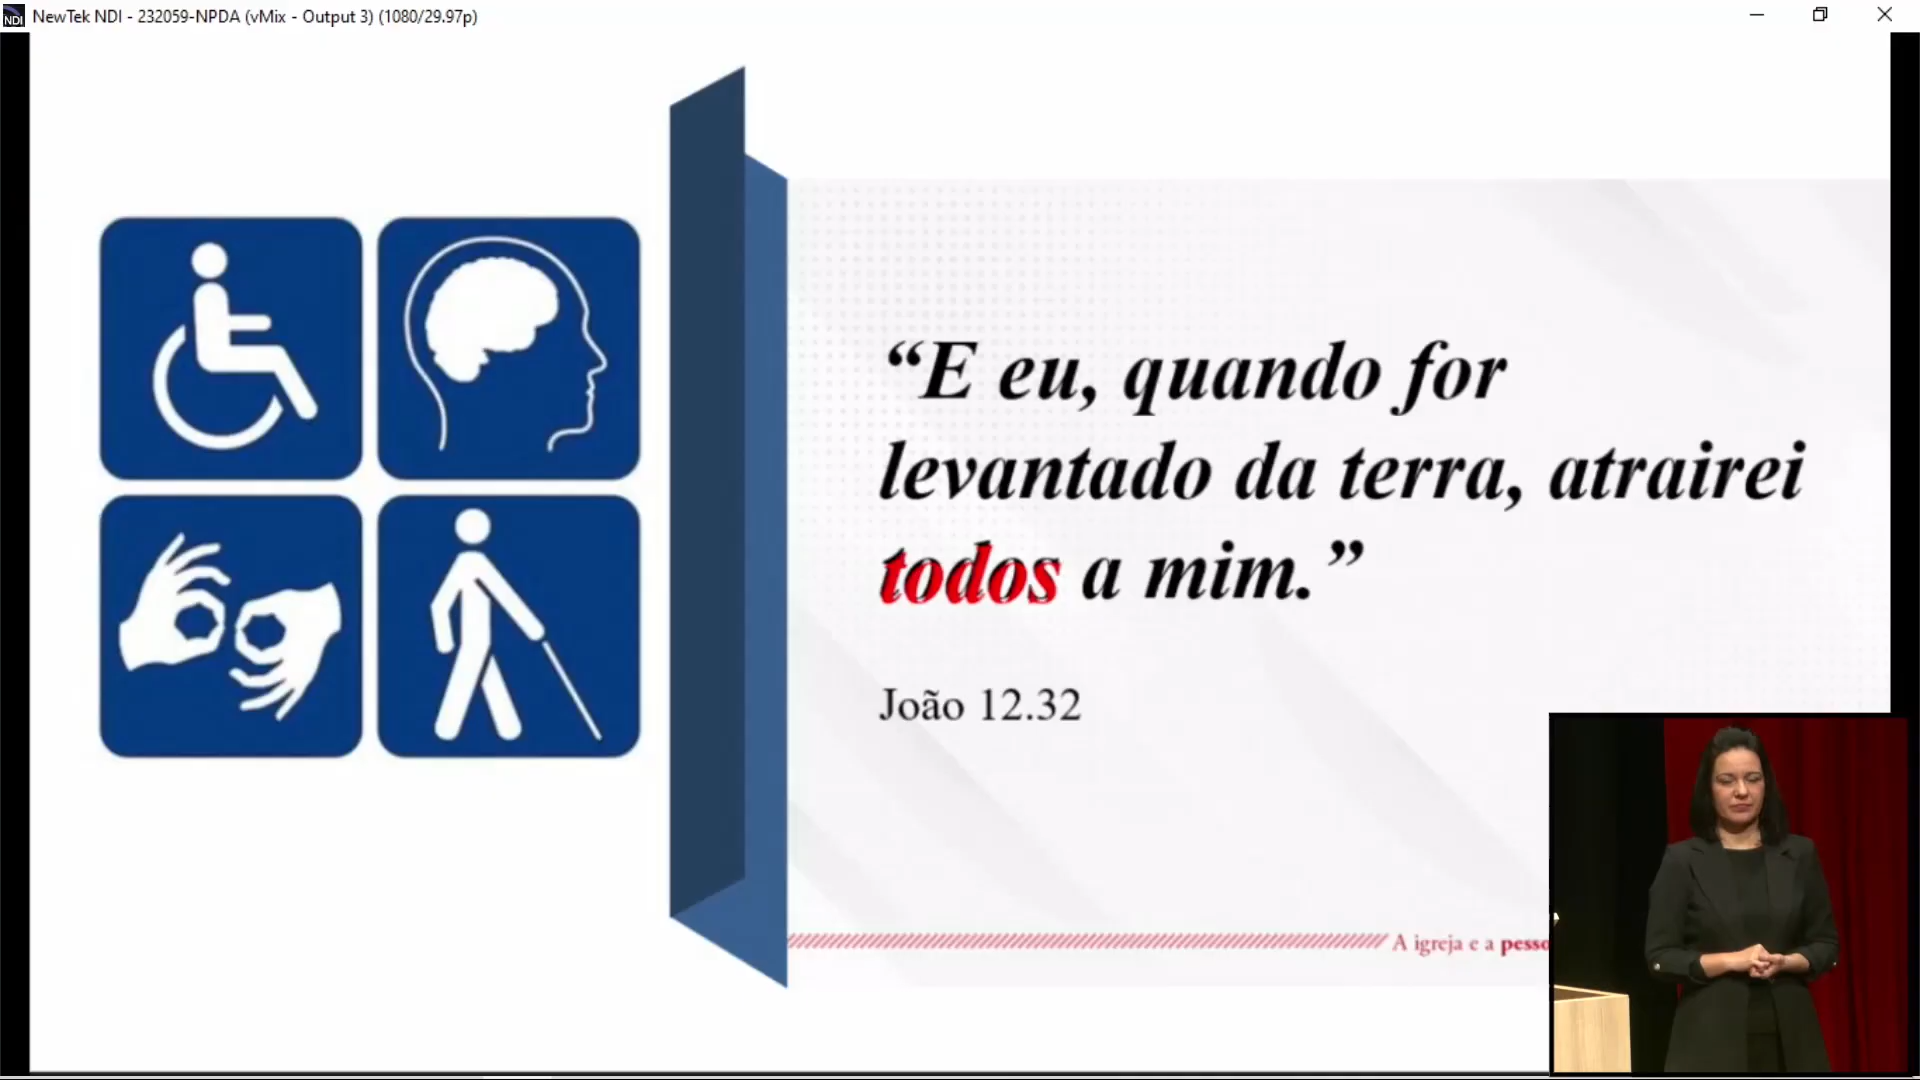 NDI
NewTek NDI - 232059-NPDA (vMix - Output 3) (1080/29.97p)
“E eu, quando for
levantado da terra, atrairei
todos a mim.”
João 12.32
A igreja e a